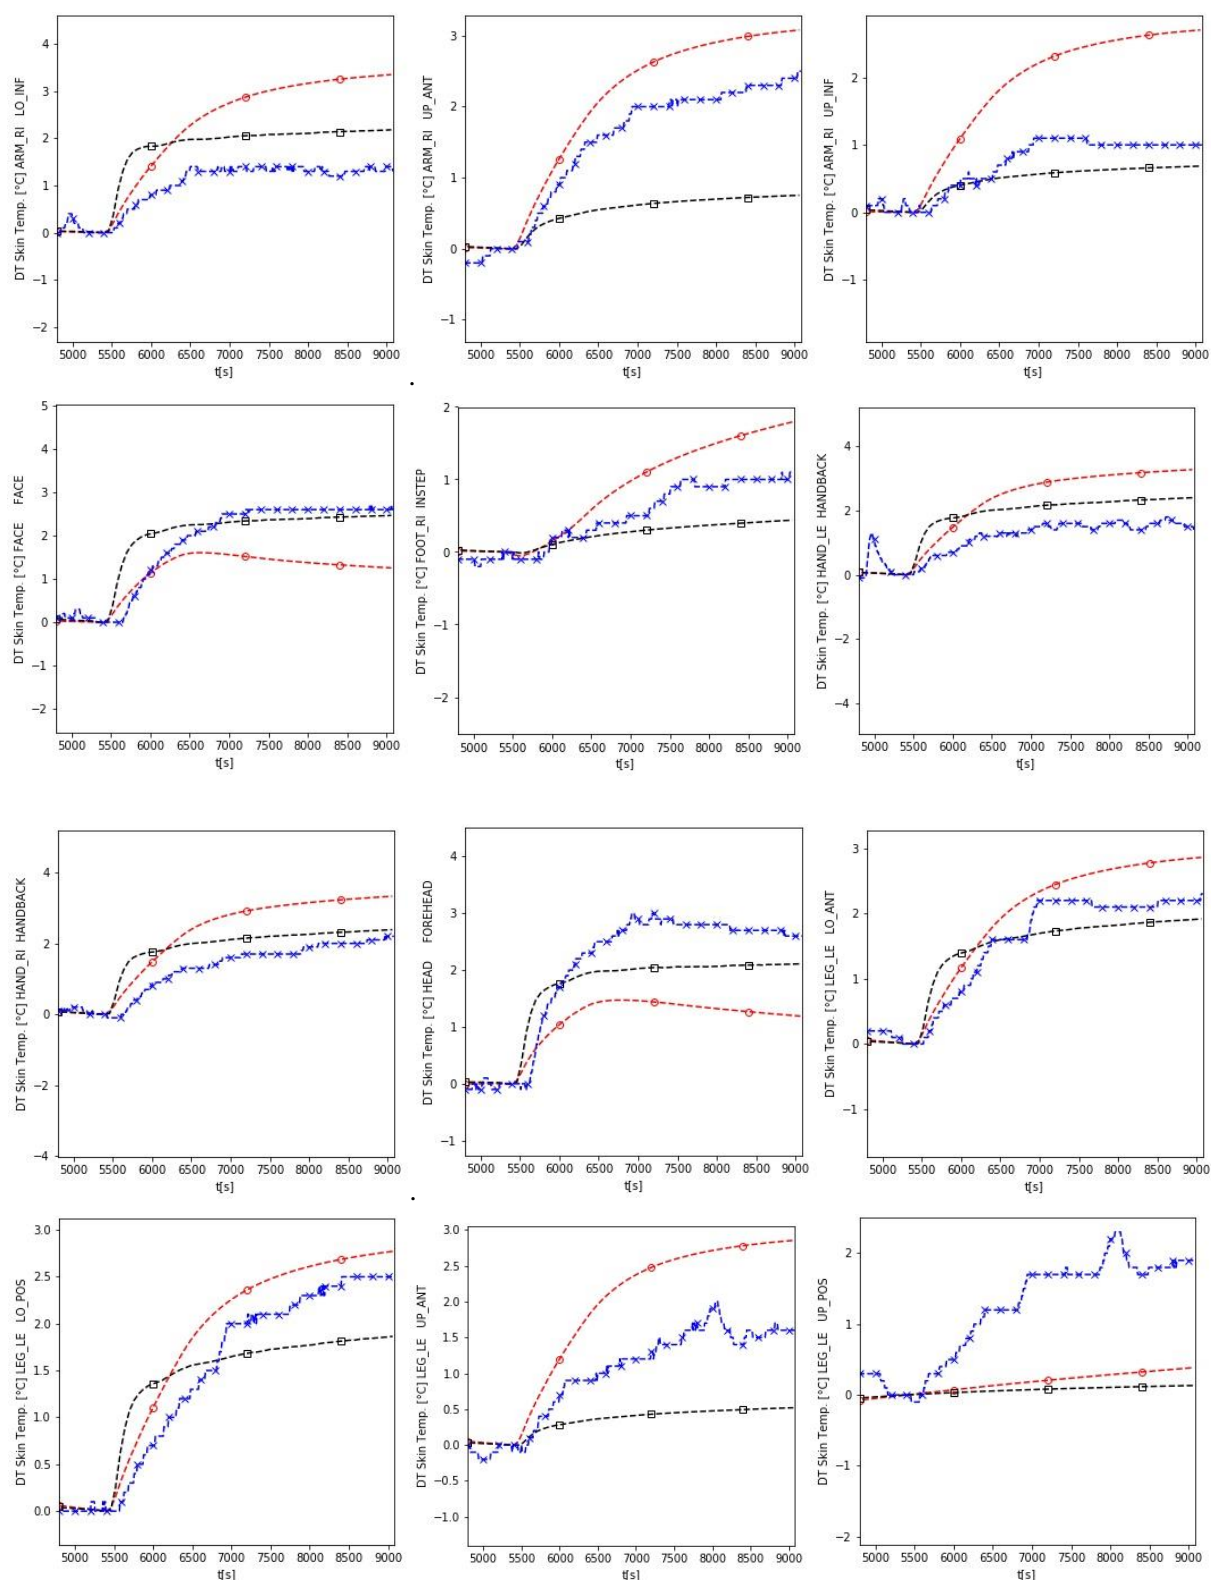 DT Skin Temp. [°C] ARM_RI LO_INF
4
3
2
1
0
−1
−2
5000 5500 6000 6500 7000 7500 8000 8500 9000
t[s]
DT Skin Temp. [°C] ARM_RI UP_ANT
3
2
1
0
−1
5000 5500 6000 6500 7000 7500 8000 8500 9000
t[s]
DT Skin Temp. [°C] ARM_RI UP_INF
2
1
0
−1
5000 5500 6000 6500 7000 7500 8000 8500 9000
t[s]
DT Skin Temp. [°C] FACE FACE
5
4
3
2
1
0
−1
−2
5000 5500 6000 6500 7000 7500 8000 8500 9000
t[s]
DT Skin Temp. [°C] FOOT_RI INSTEP
2
1
0
−1
−2
5000 5500 6000 6500 7000 7500 8000 8500 9000
t[s]
DT Skin Temp. [°C] HAND_LE HANDBACK
4
2
0
−2
−4
5000 5500 6000 6500 7000 7500 8000 8500 9000
t[s]
DT Skin Temp. [°C] HAND_RI HANDBACK
4
2
0
−2
−4
5000 5500 6000 6500 7000 7500 8000 8500 9000
t[s]
DT Skin Temp. [°C] HEAD FOREHEAD
4
3
2
1
0
−1
5000 5500 6000 6500 7000 7500 8000 8500 9000
t[s]
DT Skin Temp. [°C] LEG_LE LO_ANT
3
2
1
0
−1
5000 5500 6000 6500 7000 7500 8000 8500 9000
t[s]
DT Skin Temp. [°C] LEG_LE LO_POS
3.0
2.5
2.0
1.5
1.0
0.5
0.0
5000 5500 6000 6500 7000 7500 8000 8500 9000
t[s]
DT Skin Temp. [°C] LEG_LE UP_ANT
3.0
2.5
2.0
1.5
1.0
0.5
0.0
−0.5
−1.0
5000 5500 6000 6500 7000 7500 8000 8500 9000
t[s]
DT Skin Temp. [°C] LEG_LE UP_POS
2
1
0
−1
−2
5000 5500 6000 6500 7000 7500 8000 8500 9000
t[s]